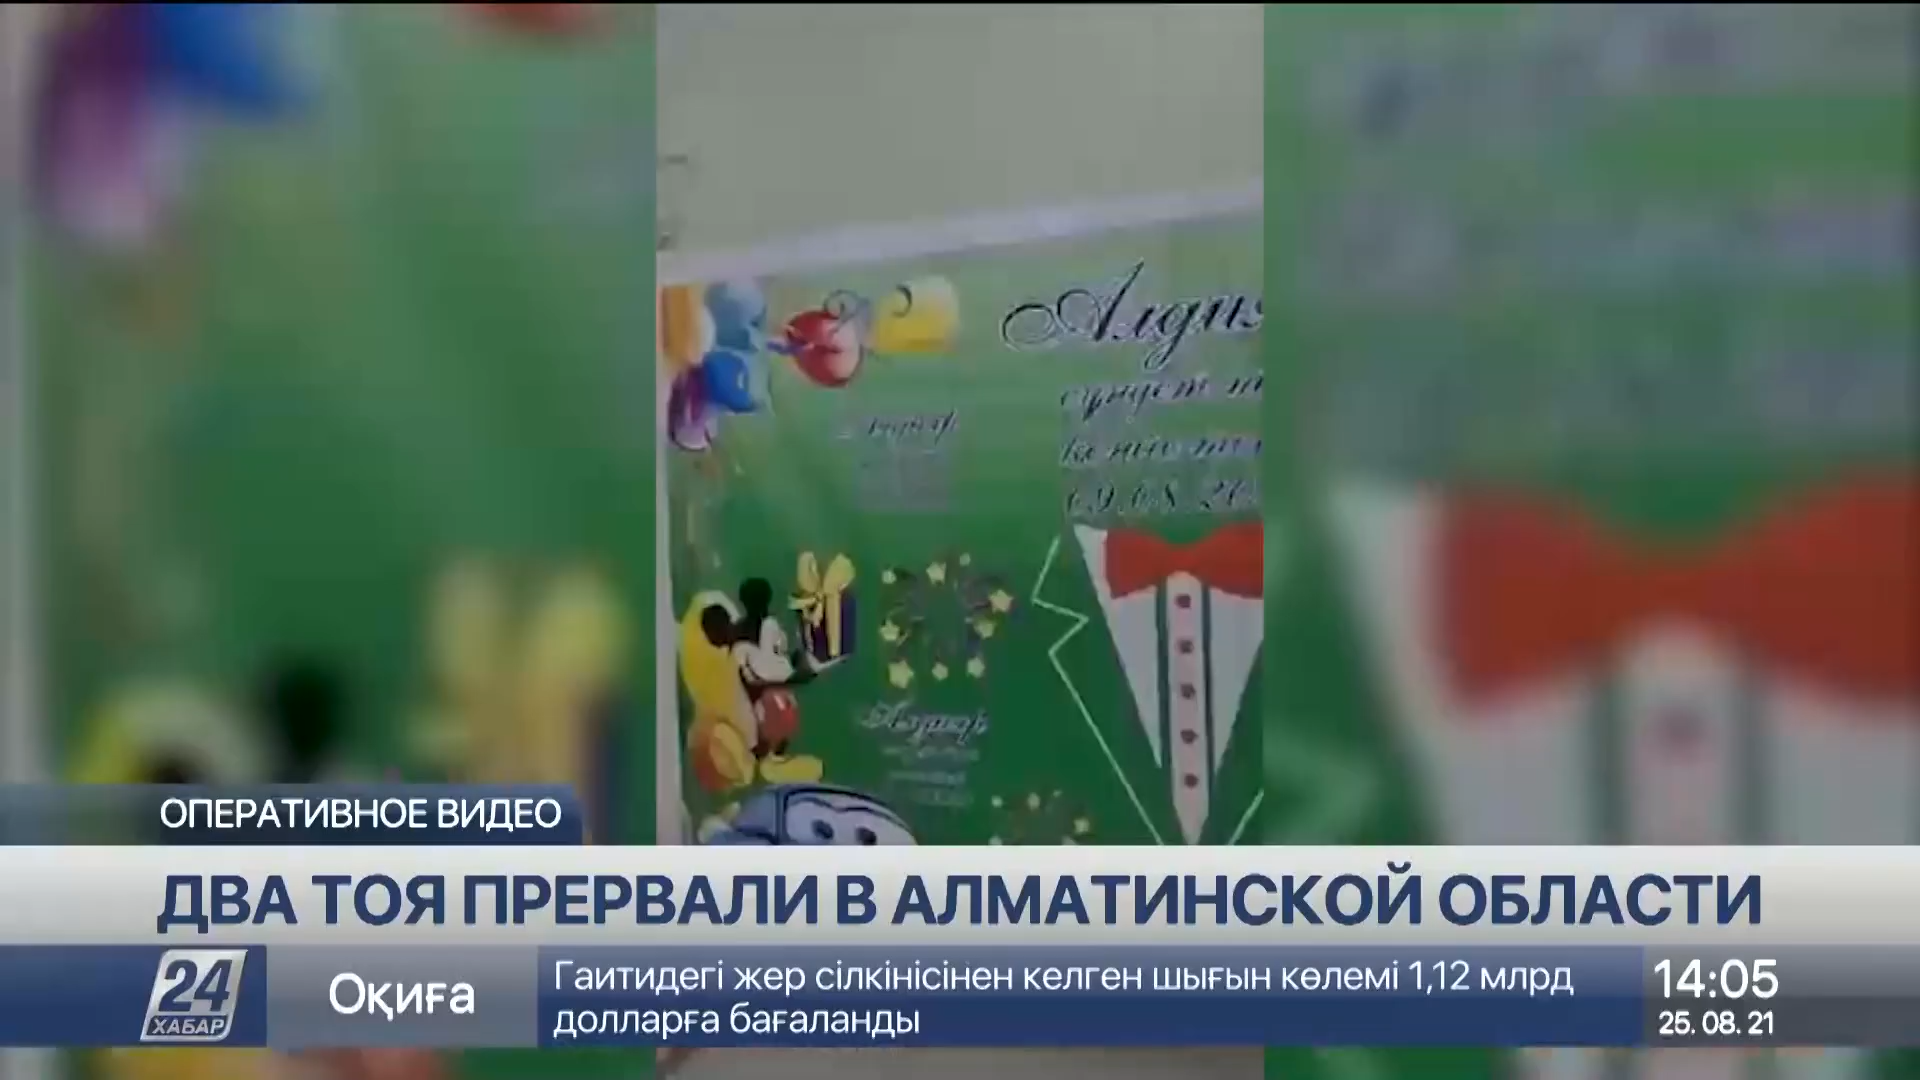 сүндет т
ОПЕРАТИВНОЕ ВИДЕО
ДВА ТОЯ ПРЕРВАЛИ В АЛМАТИНСКОЙ ОБЛАСТИ
24
ХАБАР
Оқиға
Гаитидегі жер сілкінісінен келген шығын көлемі 1,12 млрд
долларға бағаланды
14:05
25. 08. 21